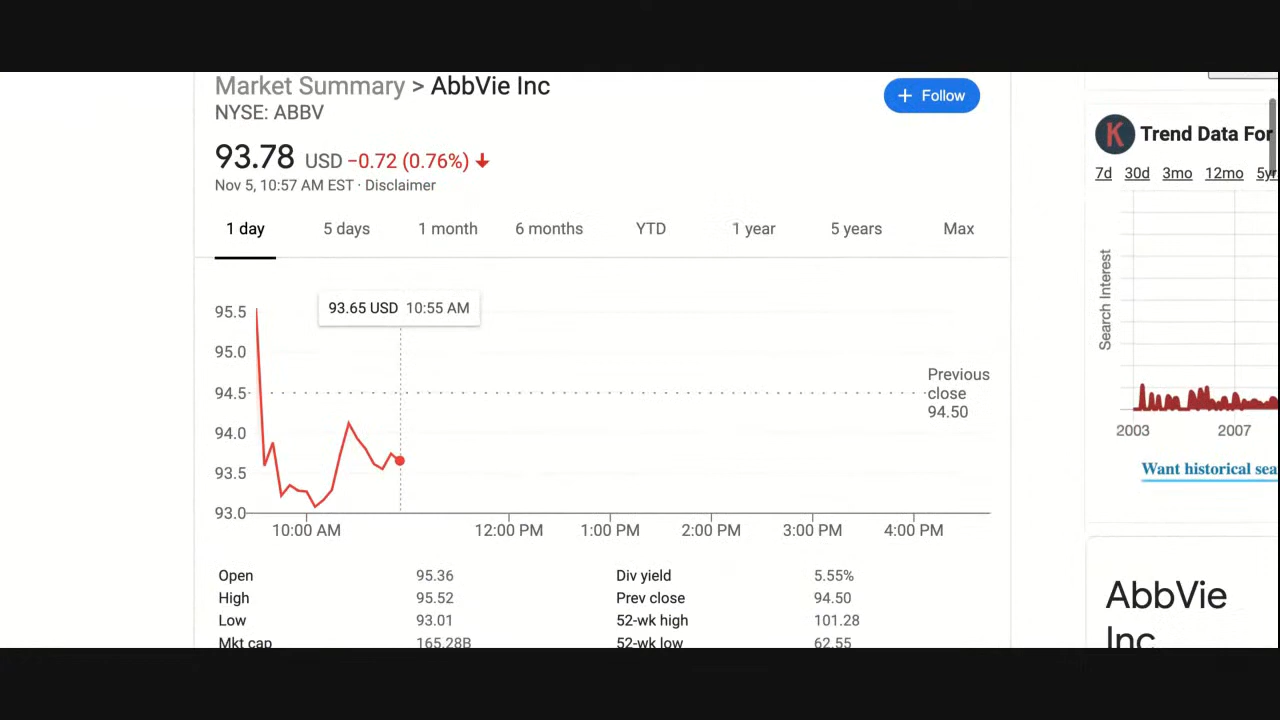 Market Summary > AbbVie Inc
NYSE: ABBV
+ Follow
93.78 USD −0.72 (0.76%)
Nov 5, 10:57 AM EST · Disclaimer
1 day 5 days 1 month 6 months YTD 1 year 5 years Max
93.65 USD 10:55 AM
95.5
95.0
94.5
94.0
93.5
93.0
Previous
close
94.50
10:00 AM 12:00 PM 1:00 PM 2:00 PM 3:00 PM 4:00 PM
Open 95.36 Div yield 5.55%
High 95.52 Prev close 94.50
Low 93.01 52-wk high 101.28
Mkt cap 165.28B 52-wk low 62.55
K Trend Data For
7d 30d 3mo 12mo 5yr
Search Interest
2003 2007
Want historical sea
AbbVie
Inc